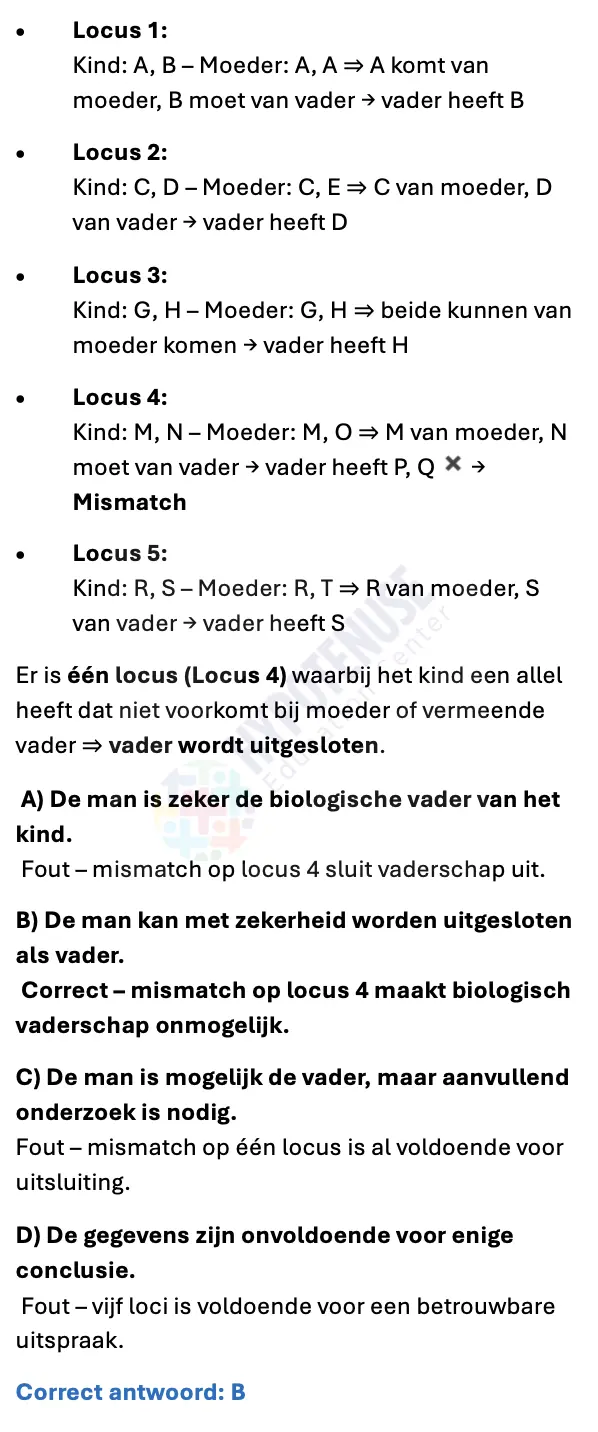 • Locus 1:
Kind: A, B – Moeder: A, A ⇒ A komt van
moeder, B moet van vader → vader heeft B
• Locus 2:
Kind: C, D – Moeder: C, E ⇒ C van moeder, D
van vader → vader heeft D
• Locus 3:
Kind: G, H – Moeder: G, H ⇒ beide kunnen van
moeder komen → vader heeft H
• Locus 4:
Kind: M, N – Moeder: M, O ⇒ M van moeder, N
moet van vader → vader heeft P, Q ✖ →
Mismatch
• Locus 5:
Kind: R, S – Moeder: R, T ⇒ R van moeder, S
van vader → vader heeft S
Er is één locus (Locus 4) waarbij het kind een allel
heeft dat niet voorkomt bij moeder of vermeende
vader ⇒ vader wordt uitgesloten.
A) De man is zeker de biologische vader van het
kind.
Fout – mismatch op locus 4 sluit vaderschap uit.
B) De man kan met zekerheid worden uitgesloten
als vader.
Correct – mismatch op locus 4 maakt biologisch
vaderschap onmogelijk.
C) De man is mogelijk de vader, maar aanvullend
onderzoek is nodig.
Fout – mismatch op één locus is al voldoende voor
uitsluiting.
D) De gegevens zijn onvoldoende voor enige
conclusie.
Fout – vijf loci is voldoende voor een betrouwbare
uitspraak.
Correct antwoord: B
MYPOTENUSE
Education Center